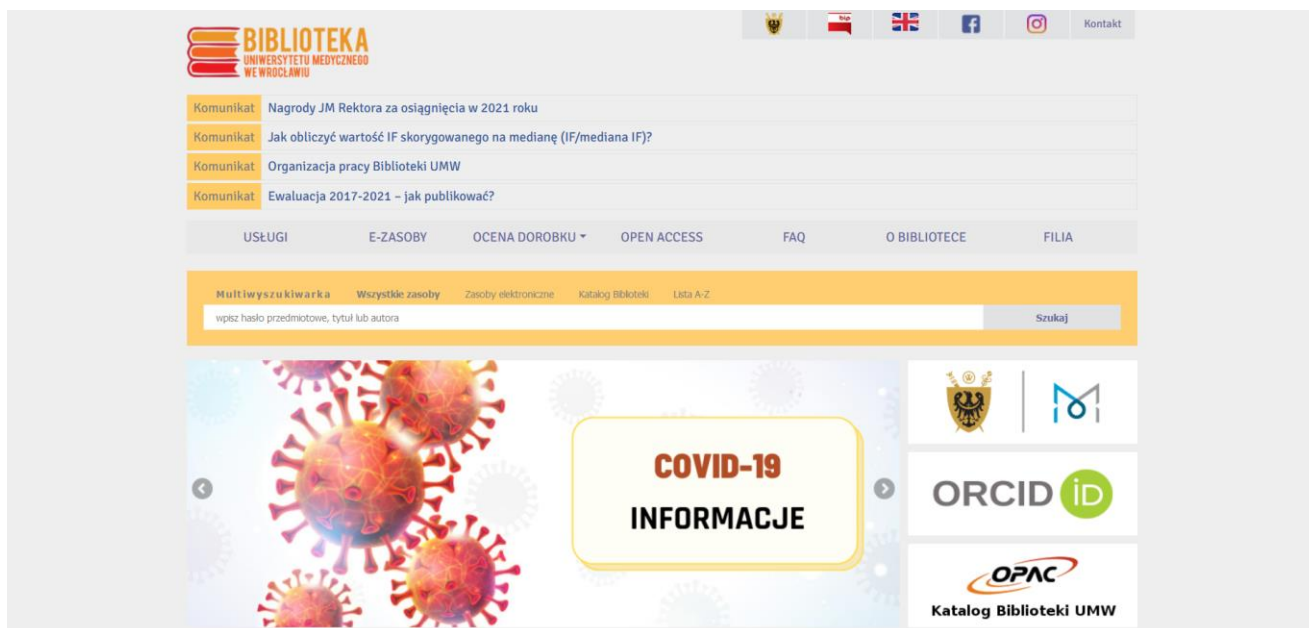 BIBLIOTEKA
UNIWERSYTETU MEDYCZNEGO
WE WROCŁAWIU
bip
Kontakt
Komunikat Nagrody JM Rektora za osiągnięcia w 2021 roku
Komunikat Jak obliczyć wartość IF skorygowanego na medianę (IF/mediana IF)?
Komunikat Organizacja pracy Biblioteki UMW
Komunikat Ewaluacja 2017-2021 – jak publikować?
USŁUGI E-ZASOBY OCENA DOROBKU OPEN ACCESS FAQ O BIBLIOTECE FILIA
Multiwyszukiwarka Wszystkie zasoby Zasoby elektroniczne Katalog Biblioteki Lista A-Z
wpisz hasło przedmiotowe, tytuł lub autora Szukaj
COVID-19
INFORMACJE
ORCID iD
OPAC
Katalog Biblioteki UMW